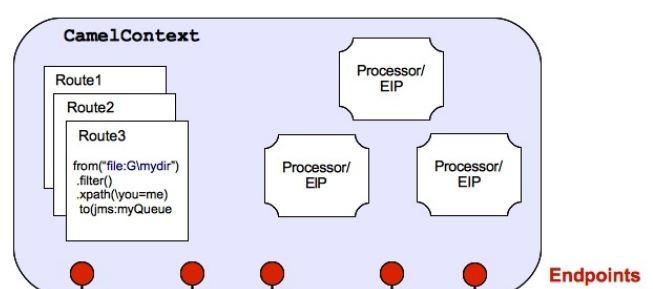 CamelContext
Route1
Route2
Route3
from("file:G\mydir")
.filter()
.xpath(\you=me)
to(jms:myQueue
Processor/
EIP
Processor/
EIP
Processor/
EIP
Endpoints